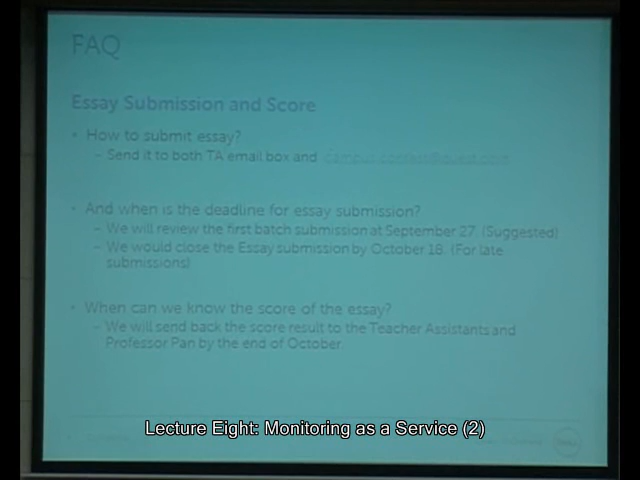 FAQ
Essay Submission and Score
• How to submit essay?
– Send it to both TA email box and
• And when is the deadline for essay submission?
– We will review the first batch submission at September 27. (Suggested)
– We would close the Essay submission by October 18. (For late
submissions)
• When can we know the score of the essay?
– We will send back the score result to the Teacher Assistants and
Professor Pan by the end of October.
Lecture Eight: Monitoring as a Service (2)